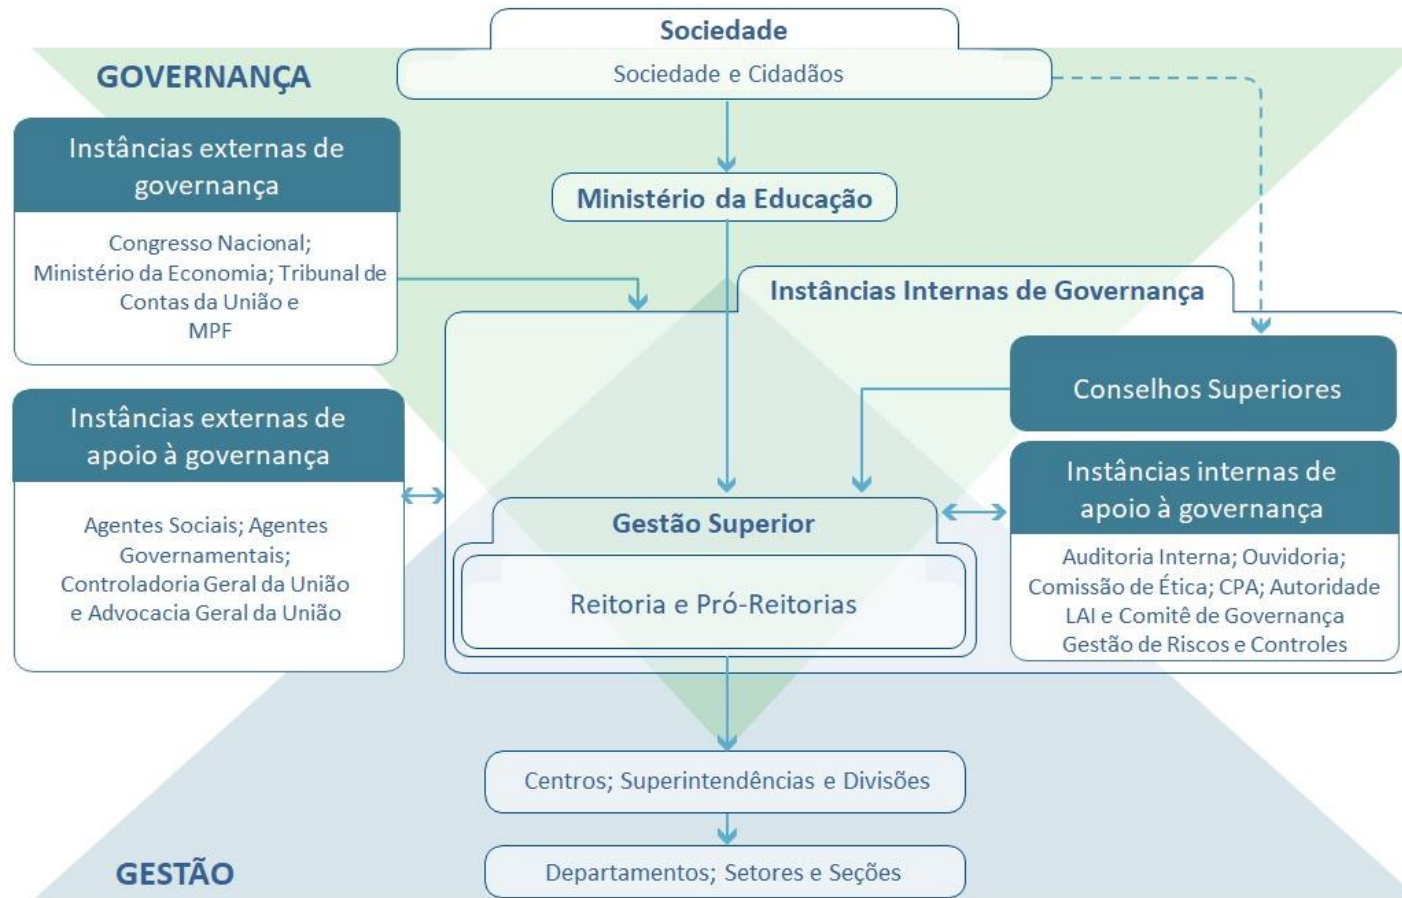 Sociedade
Sociedade e Cidadãos
GOVERNANÇA
Instâncias externas de
governança
Congresso Nacional;
Ministério da Economia; Tribunal de
Contas da União e
MPF
Ministério da Educação
Instâncias Internas de Governança
Conselhos Superiores
Instâncias externas de
apoio à governança
Agentes Sociais; Agentes
Governamentais;
Controladoria Geral da União
e Advocacia Geral da União
Gestão Superior
Reitoria e Pró-Reitorias
Instâncias internas de
apoio à governança
Auditoria Interna; Ouvidoria;
Comissão de Ética; CPA; Autoridade
LAI e Comitê de Governança
Gestão de Riscos e Controles
Centros; Superintendências e Divisões
GESTÃO
Departamentos; Setores e Seções